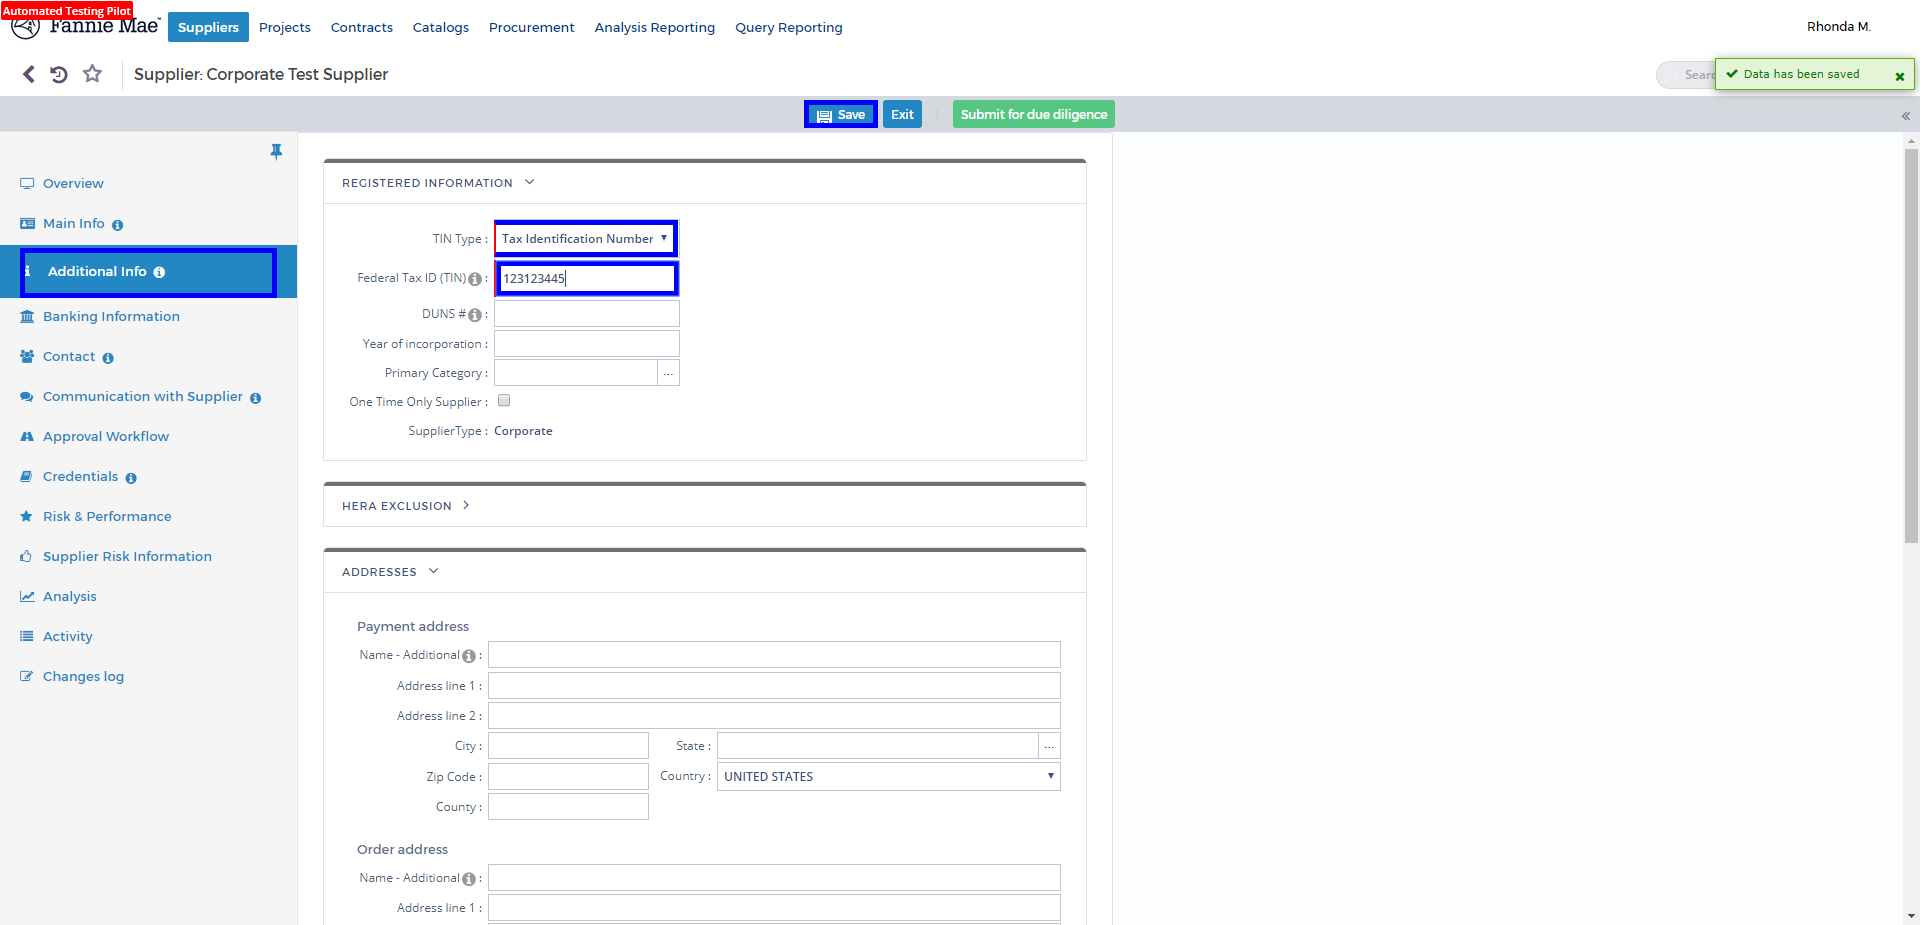 Automated Testing Pilot
Fannie Mae
Suppliers Projects Contracts Catalogs Procurement Analysis Reporting Query Reporting
Rhonda M.
Supplier: Corporate Test Supplier
Searc
Data has been saved
Save Exit Submit for due diligence
Overview
Main Info
Additional Info
Banking Information
Contact
Communication with Supplier
Approval Workflow
Credentials
Risk & Performance
Supplier Risk Information
Analysis
Activity
Changes log
REGISTERED INFORMATION
TIN Type : Tax Identification Number
Federal Tax ID (TIN) : 123123445
DUNS # :
Year of incorporation :
Primary Category : ...
One Time Only Supplier :
SupplierType : Corporate
HERA EXCLUSION
ADDRESSES
Payment address
Name - Additional :
Address line 1 :
Address line 2 :
City : State : ...
Zip Code : Country : UNITED STATES
County :
Order address
Name - Additional :
Address line 1 :